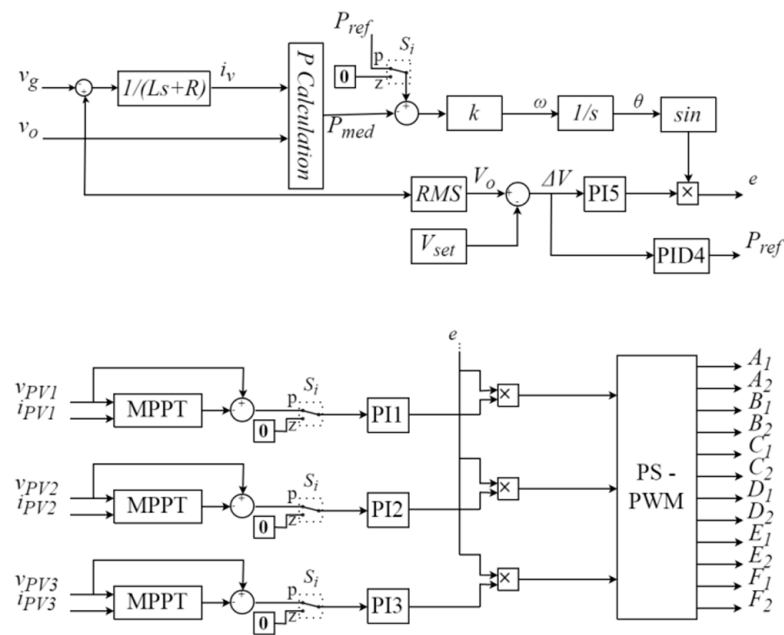 P_ref
S_i
p
v_g
1/(Ls+R)
i_v
P Calculation
0
z
P_med
k
ω
1/s
θ
sin
v_o
RMS
V_o
ΔV
PI5
×
e
V_set
PID4
P_ref
e
v_PV1
i_PV1
MPPT
p
S_i
0
z
PI1
×
v_PV2
i_PV2
MPPT
p
S_i
0
z
PI2
×
v_PV3
i_PV3
MPPT
p
S_i
0
z
PI3
×
PS -
PWM
A_1
A_2
B_1
B_2
C_1
C_2
D_1
D_2
E_1
E_2
F_1
F_2